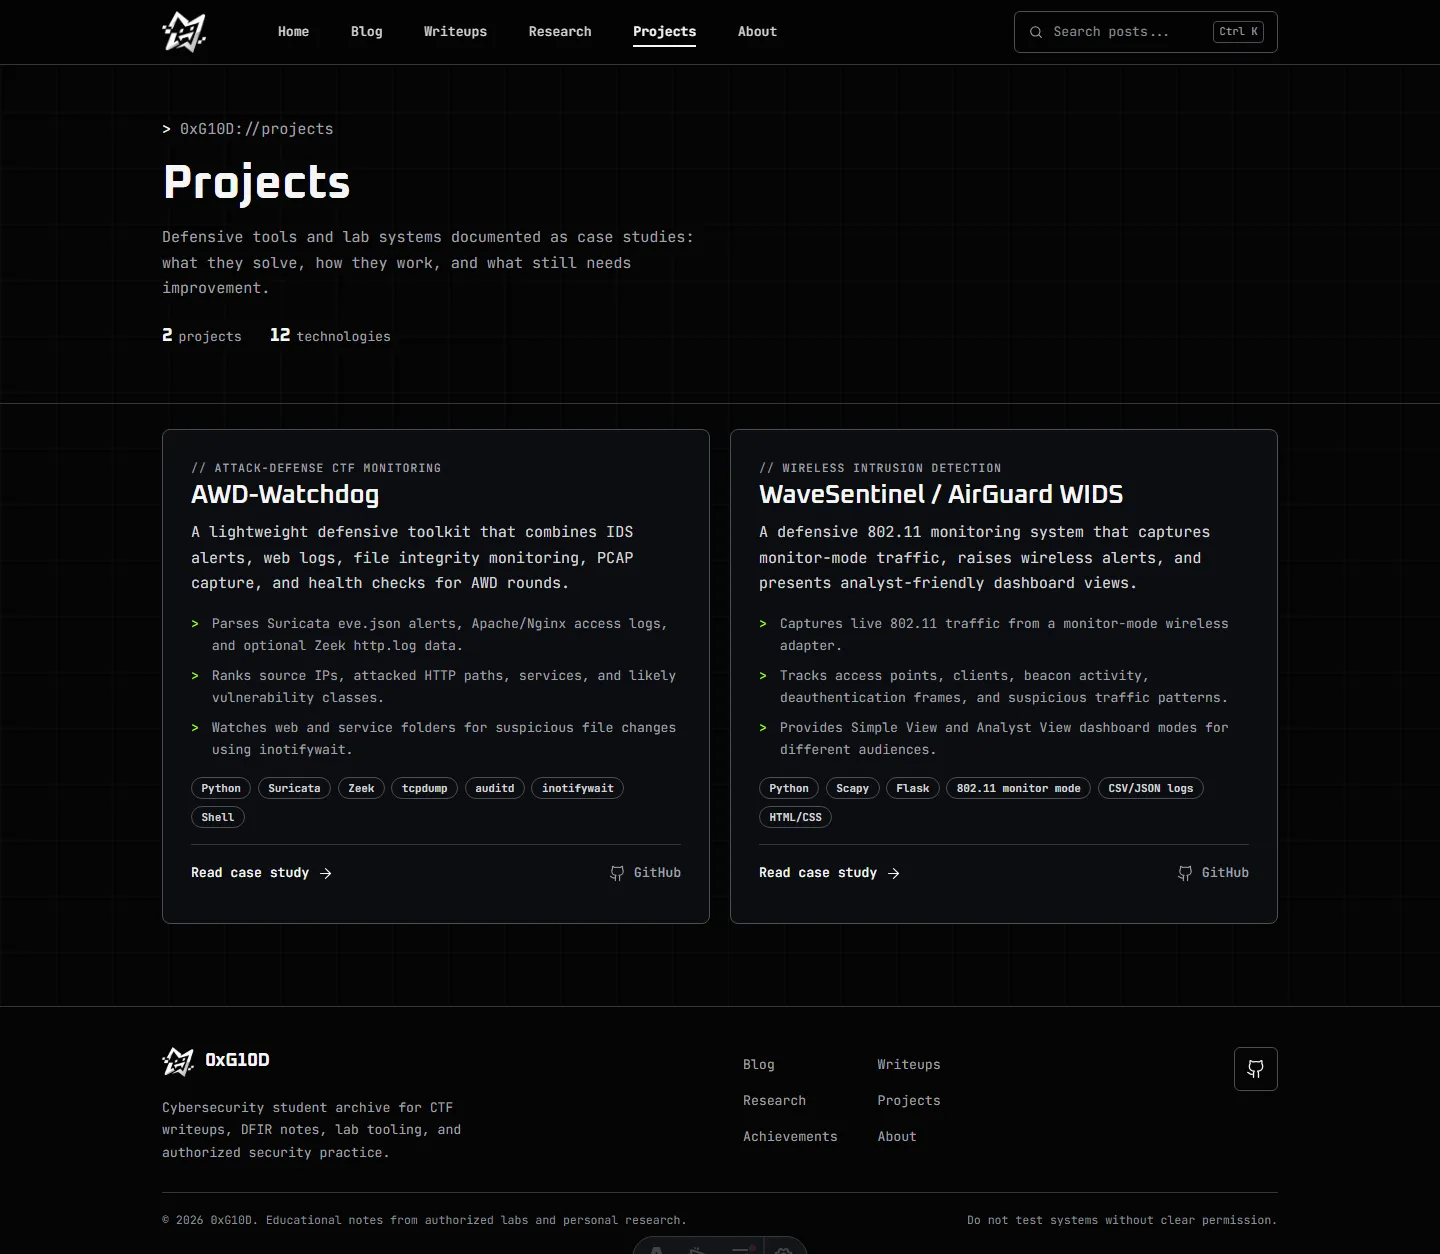 Home Blog Writeups Research Projects About Search posts... Ctrl K
> 0xG10D://projects
Projects
Defensive tools and lab systems documented as case studies:
what they solve, how they work, and what still needs
improvement.
2 projects 12 technologies
// ATTACK-DEFENSE CTF MONITORING
AWD-Watchdog
A lightweight defensive toolkit that combines IDS
alerts, web logs, file integrity monitoring, PCAP
capture, and health checks for AWD rounds.
> Parses Suricata eve.json alerts, Apache/Nginx access logs,
and optional Zeek http.log data.
> Ranks source IPs, attacked HTTP paths, services, and likely
vulnerability classes.
> Watches web and service folders for suspicious file changes
using inotifywait.
Python Suricata Zeek tcpdump auditd inotifywait
Shell
Read case study → GitHub
// WIRELESS INTRUSION DETECTION
WaveSentinel / AirGuard WIDS
A defensive 802.11 monitoring system that captures
monitor-mode traffic, raises wireless alerts, and
presents analyst-friendly dashboard views.
> Captures live 802.11 traffic from a monitor-mode wireless
adapter.
> Tracks access points, clients, beacon activity,
deauthentication frames, and suspicious traffic patterns.
> Provides Simple View and Analyst View dashboard modes for
different audiences.
Python Scapy Flask 802.11 monitor mode CSV/JSON logs
HTML/CSS
Read case study → GitHub
0xG10D
Cybersecurity student archive for CTF
writeups, DFIR notes, lab tooling, and
authorized security practice.
Blog Writeups
Research Projects
Achievements About
© 2026 0xG10D. Educational notes from authorized labs and personal research.
Do not test systems without clear permission.